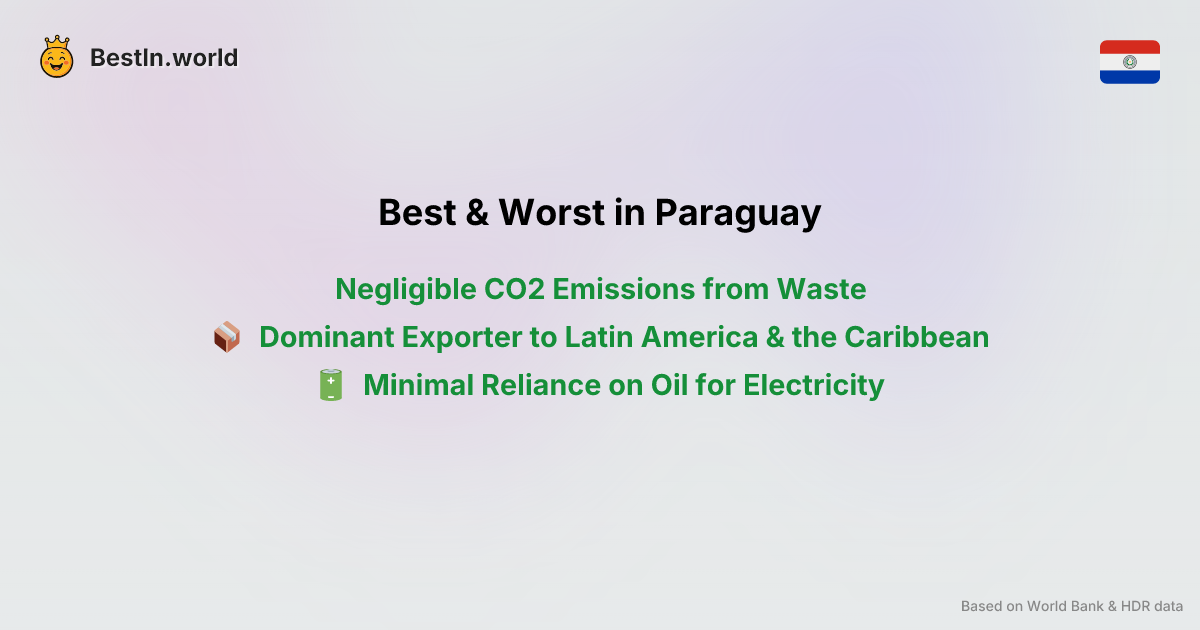 BestIn.world
Best & Worst in Paraguay
Negligible CO2 Emissions from Waste
Dominant Exporter to Latin America & the Caribbean
Minimal Reliance on Oil for Electricity
Based on World Bank & HDR data